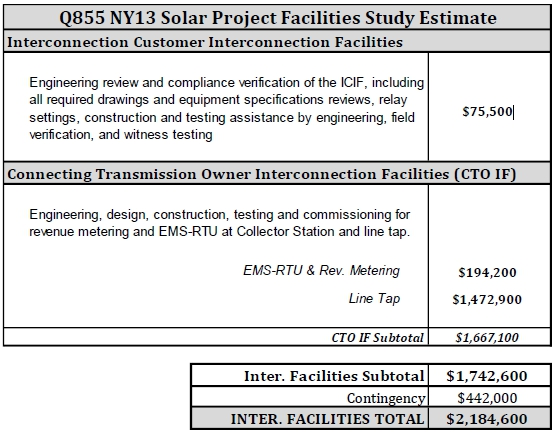 Q855 NY13 Solar Project Facilities Study Estimate
Interconnection Customer Interconnection Facilities
Engineering review and compliance verification of the ICIF, including
all required drawings and equipment specifications reviews, relay
settings, construction and testing assistance by engineering, field
verification, and witness testing
$75,500
Connecting Transmission Owner Interconnection Facilities (CTO IF)
Engineering, design, construction, testing and commissioning for
revenue metering and EMS-RTU at Collector Station and line tap.
EMS-RTU & Rev. Metering $194,200
Line Tap $1,472,900
CTO IF Subtotal $1,667,100
Inter. Facilities Subtotal $1,742,600
Contingency $442,000
INTER. FACILITIES TOTAL $2,184,600